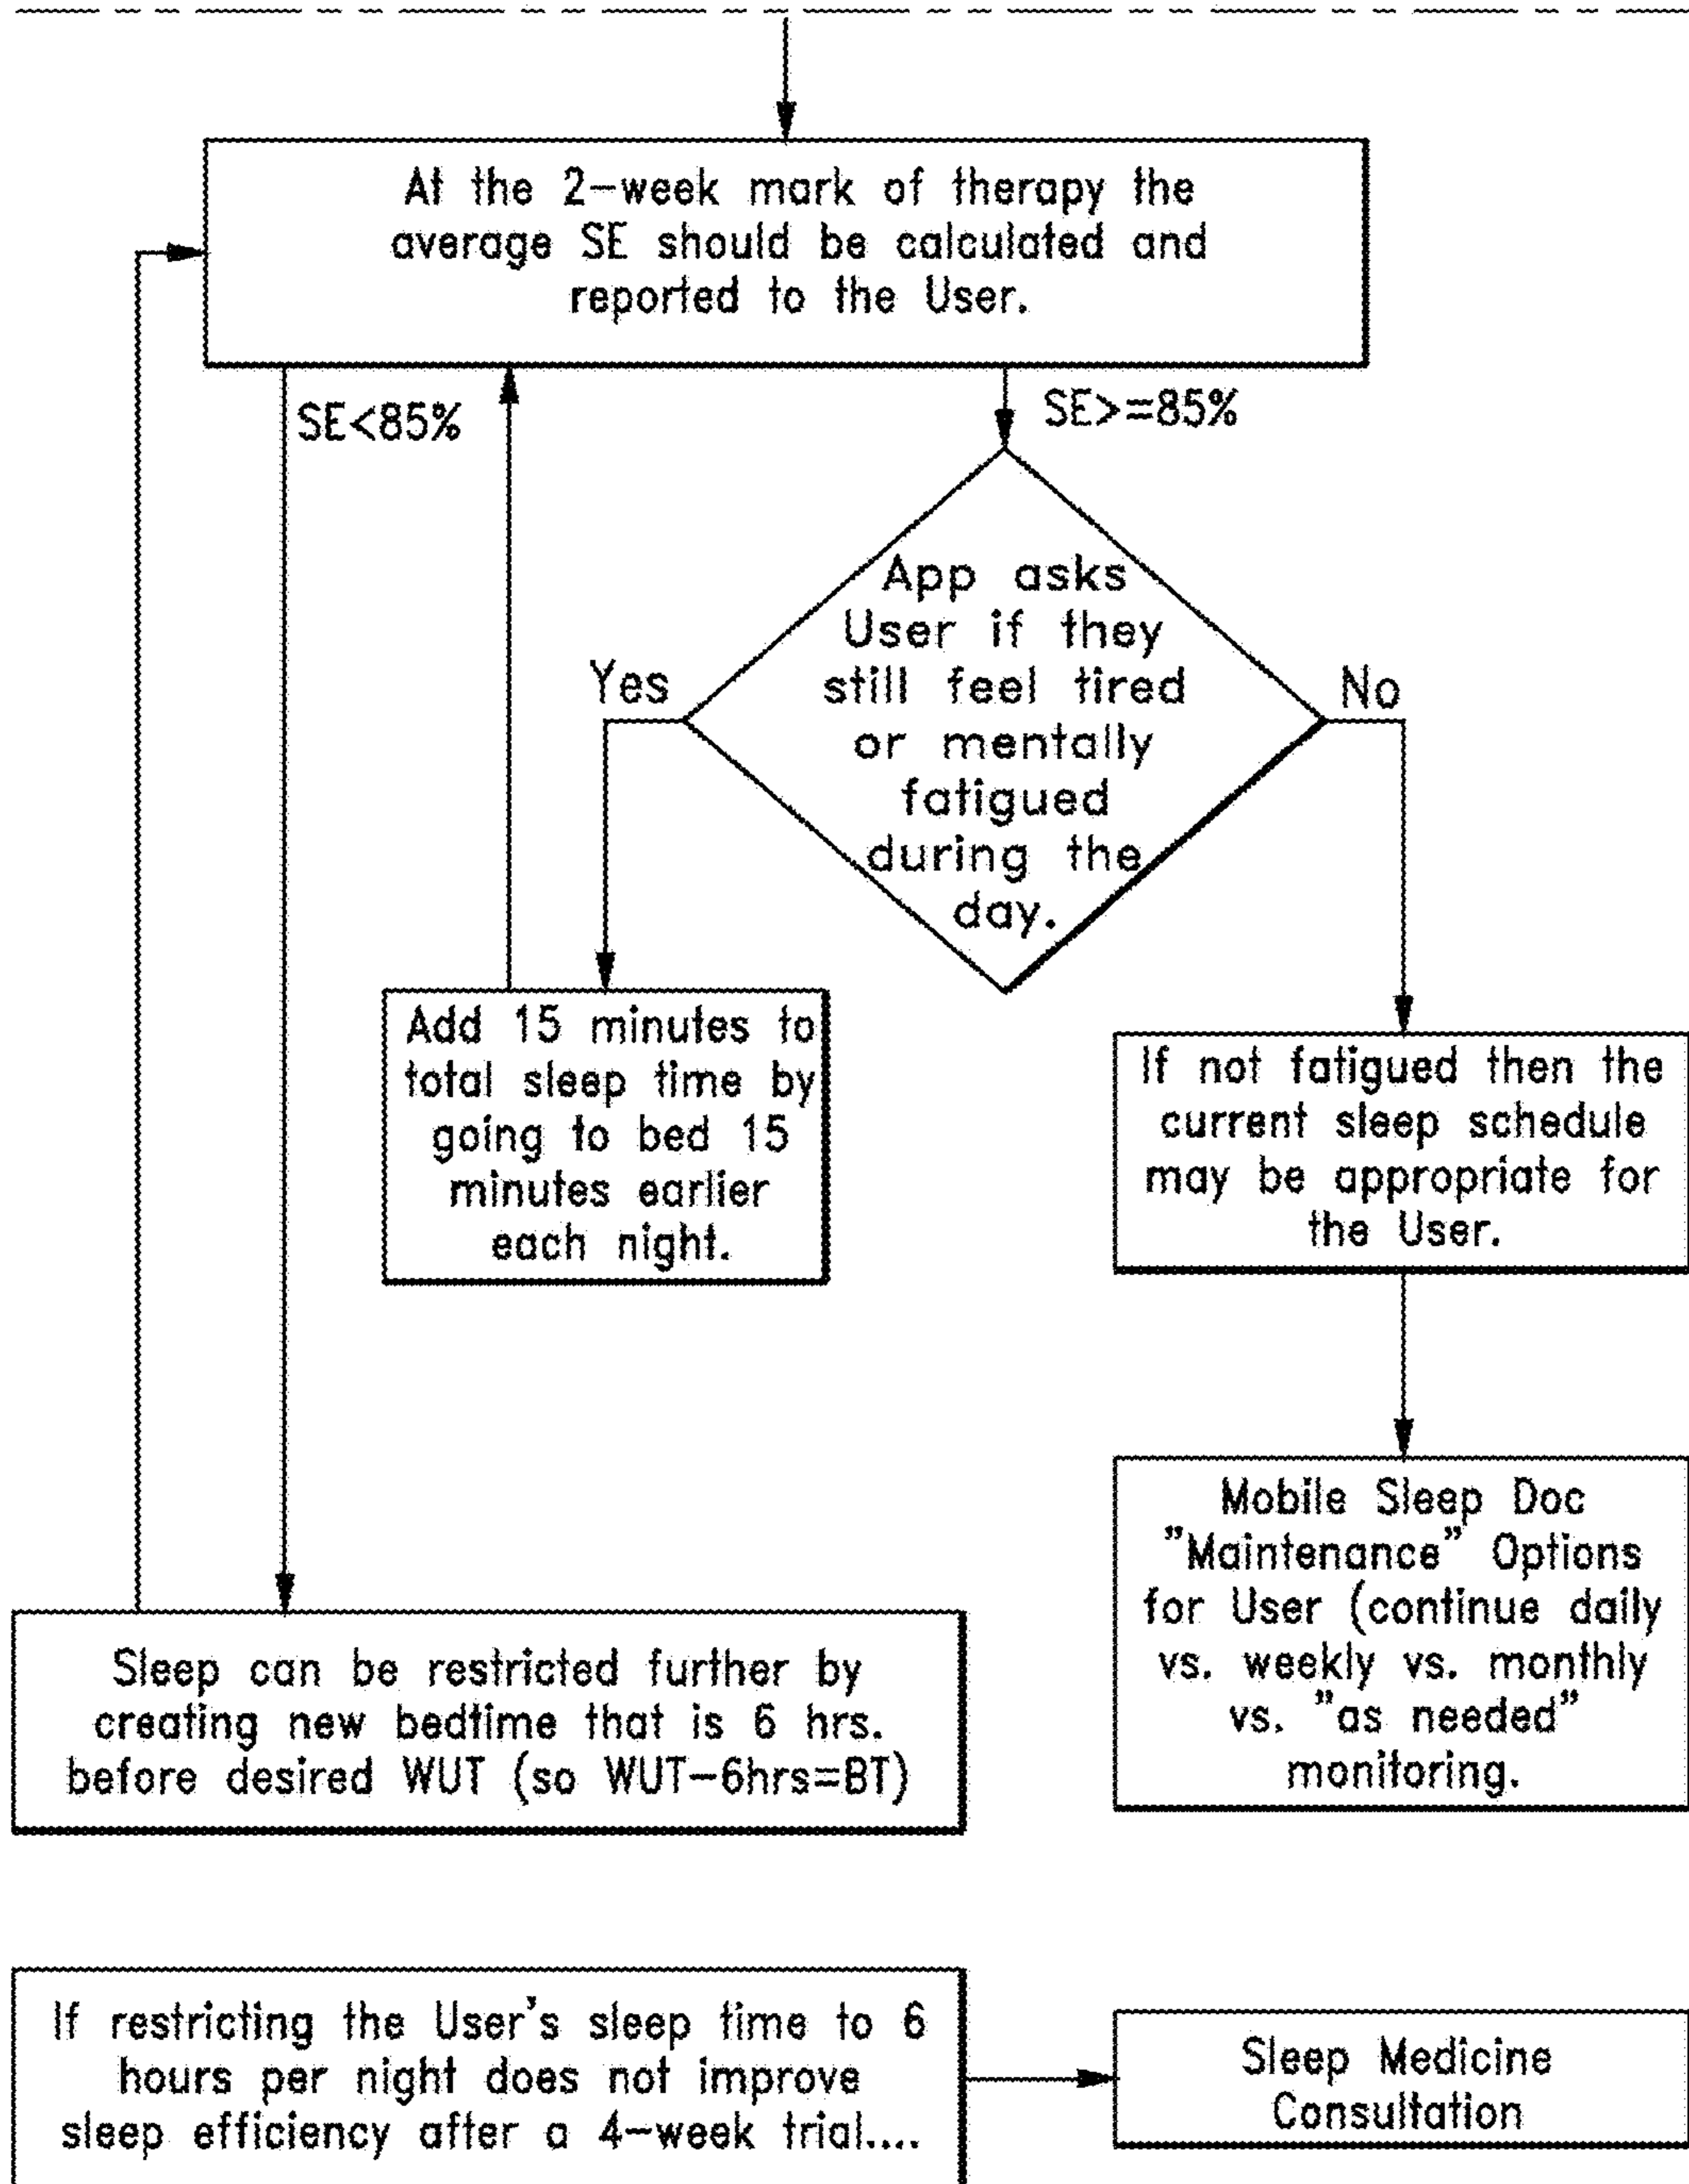 At the 2-week mark of therapy the
average SE should be calculated and
reported to the User.
SE<85%
SE>=85%
App asks
User if they
still feel tired
or mentally
fatigued
during the
day.
Yes
No
Add 15 minutes to
total sleep time by
going to bed 15
minutes earlier
each night.
If not fatigued then the
current sleep schedule
may be appropriate for
the User.
Mobile Sleep Doc
"Maintenance" Options
for User (continue daily
vs. weekly vs. monthly
vs. "as needed"
monitoring.
Sleep can be restricted further by
creating new bedtime that is 6 hrs.
before desired WUT (so WUT-6hrs=BT)
If restricting the User's sleep time to 6
hours per night does not improve
sleep efficiency after a 4-week trial....
Sleep Medicine
Consultation